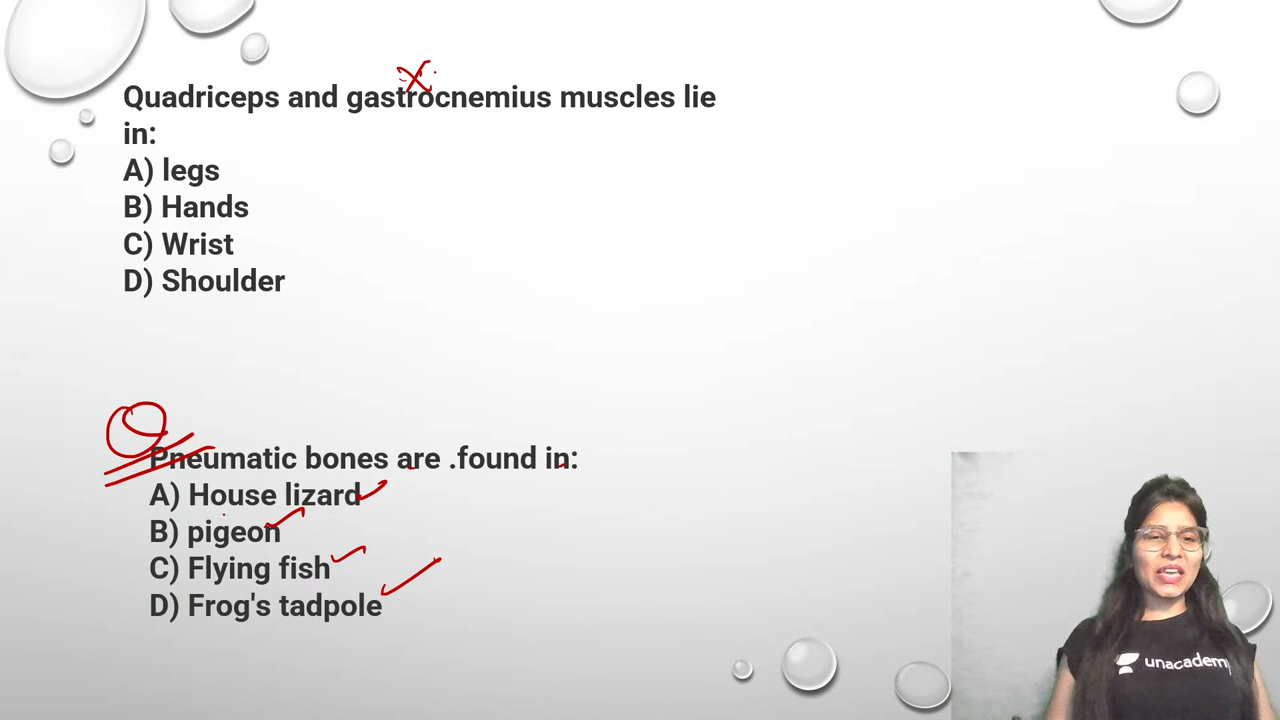 Quadriceps and gastrocnemius muscles lie
in:
A) legs
B) Hands
C) Wrist
D) Shoulder
Pneumatic bones are .found in:
A) House lizard
B) pigeon
C) Flying fish
D) Frog's tadpole
unacadem